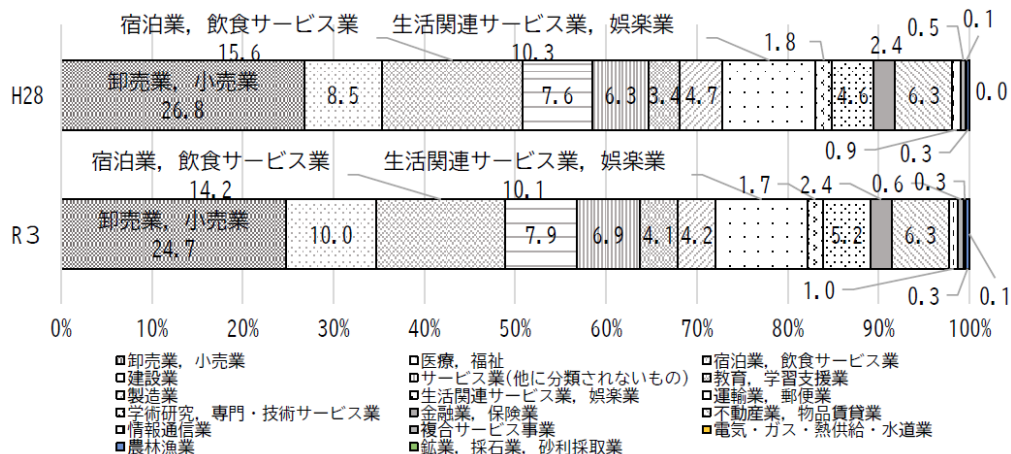 宿泊業，飲食サービス業 生活関連サービス業，娯楽業
15.6 10.3 1.8 2.4 0.5 0.1
H28 卸売業，小売業
26.8 8.5 7.6 6.3 3.4 4.7 4.6 6.3 0.0
0.9 0.3
宿泊業，飲食サービス業 生活関連サービス業，娯楽業
14.2 10.1 1.7 2.4 0.6 0.3
R3 卸売業，小売業
24.7 10.0 7.9 6.9 4.1 4.2 5.2 6.3
1.0 0.3 0.1
0% 10% 20% 30% 40% 50% 60% 70% 80% 90% 100%
卸売業，小売業 医療，福祉 宿泊業，飲食サービス業
建設業 サービス業(他に分類されないもの) 教育，学習支援業
製造業 生活関連サービス業，娯楽業 運輸業，郵便業
学術研究，専門・技術サービス業 金融業，保険業 不動産業，物品賃貸業
情報通信業 複合サービス事業 電気・ガス・熱供給・水道業
農林漁業 鉱業，採石業，砂利採取業